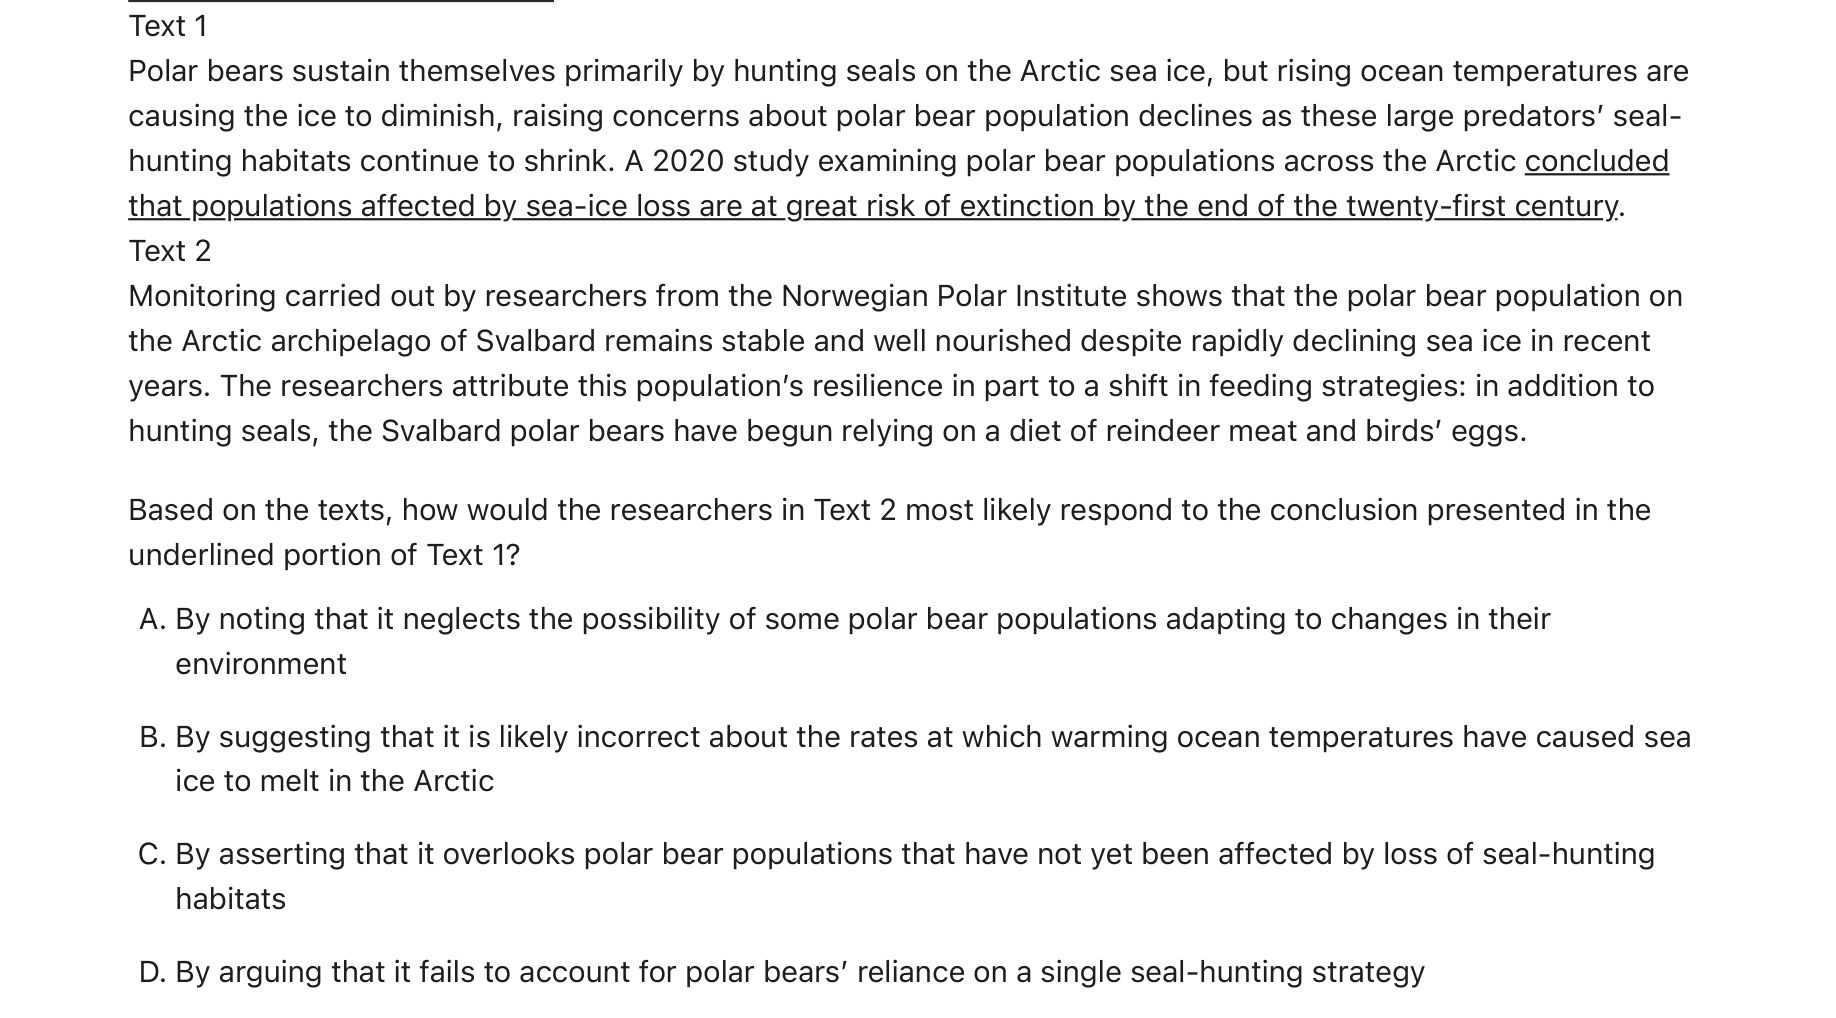 Text 1
Polar bears sustain themselves primarily by hunting seals on the Arctic sea ice, but rising ocean temperatures are
causing the ice to diminish, raising concerns about polar bear population declines as these large predators’ seal-
hunting habitats continue to shrink. A 2020 study examining polar bear populations across the Arctic concluded
that populations affected by sea-ice loss are at great risk of extinction by the end of the twenty-first century.
Text 2
Monitoring carried out by researchers from the Norwegian Polar Institute shows that the polar bear population on
the Arctic archipelago of Svalbard remains stable and well nourished despite rapidly declining sea ice in recent
years. The researchers attribute this population’s resilience in part to a shift in feeding strategies: in addition to
hunting seals, the Svalbard polar bears have begun relying on a diet of reindeer meat and birds’ eggs.
Based on the texts, how would the researchers in Text 2 most likely respond to the conclusion presented in the
underlined portion of Text 1?
A. By noting that it neglects the possibility of some polar bear populations adapting to changes in their
environment
B. By suggesting that it is likely incorrect about the rates at which warming ocean temperatures have caused sea
ice to melt in the Arctic
C. By asserting that it overlooks polar bear populations that have not yet been affected by loss of seal-hunting
habitats
D. By arguing that it fails to account for polar bears’ reliance on a single seal-hunting strategy